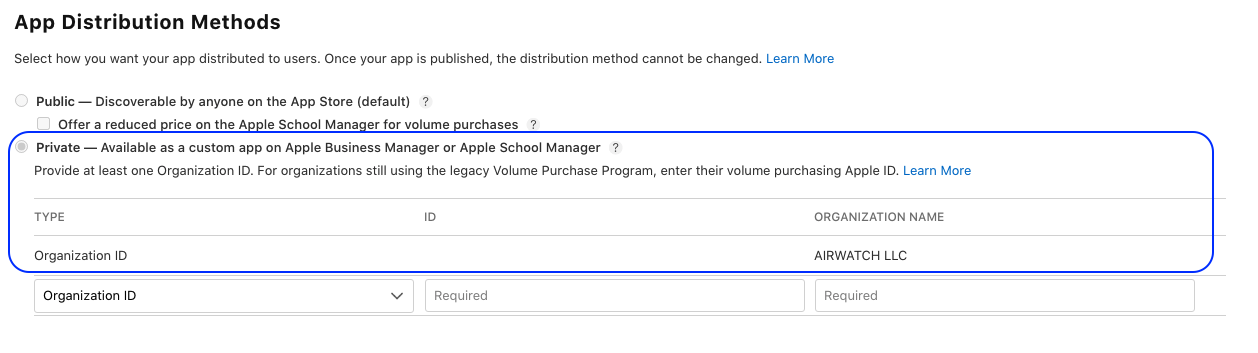 App Distribution Methods
Select how you want your app distributed to users. Once your app is published, the distribution method cannot be changed. Learn More
Public — Discoverable by anyone on the App Store (default) ?
Offer a reduced price on the Apple School Manager for volume purchases ?
Private — Available as a custom app on Apple Business Manager or Apple School Manager ?
Provide at least one Organization ID. For organizations still using the legacy Volume Purchase Program, enter their volume purchasing Apple ID. Learn More
TYPE ID ORGANIZATION NAME
Organization ID AIRWATCH LLC
Organization ID Required Required